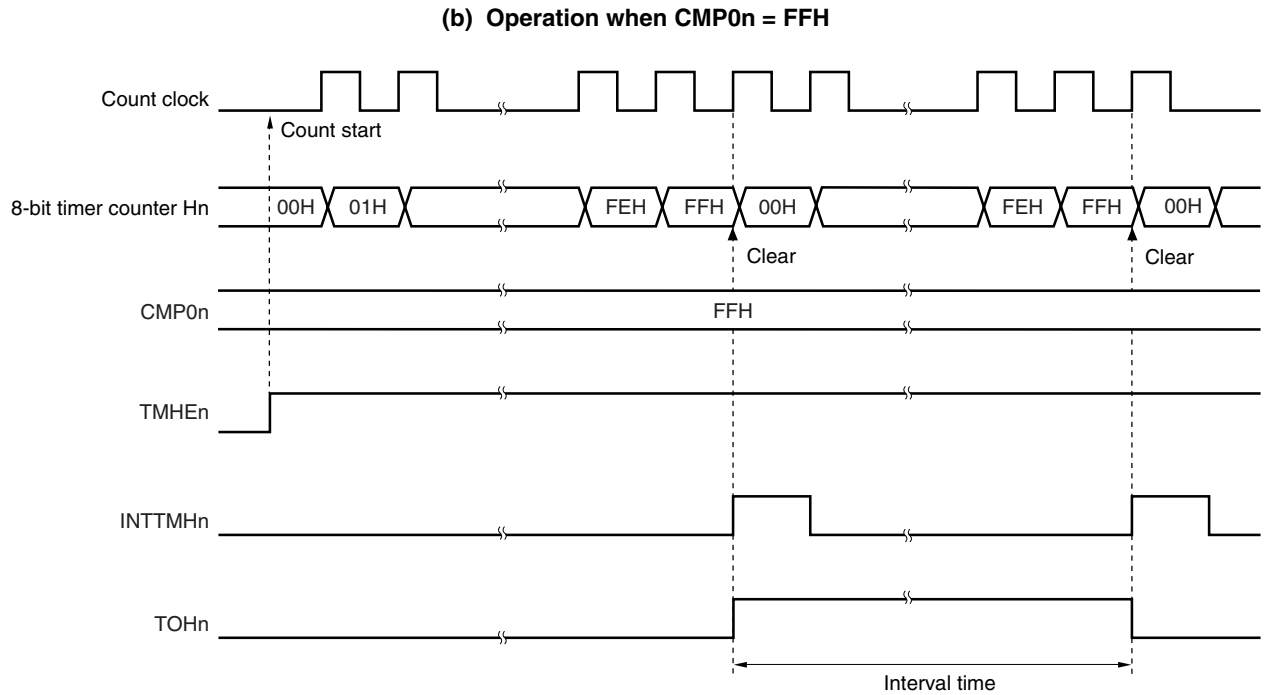 (b) Operation when CMP0n = FFH
Count clock
Count start
8-bit timer counter Hn
00H 01H FEH FFH 00H FEH FFH 00H
Clear Clear
CMP0n FFH
TMHEn
INTTMHn
TOHn
Interval time